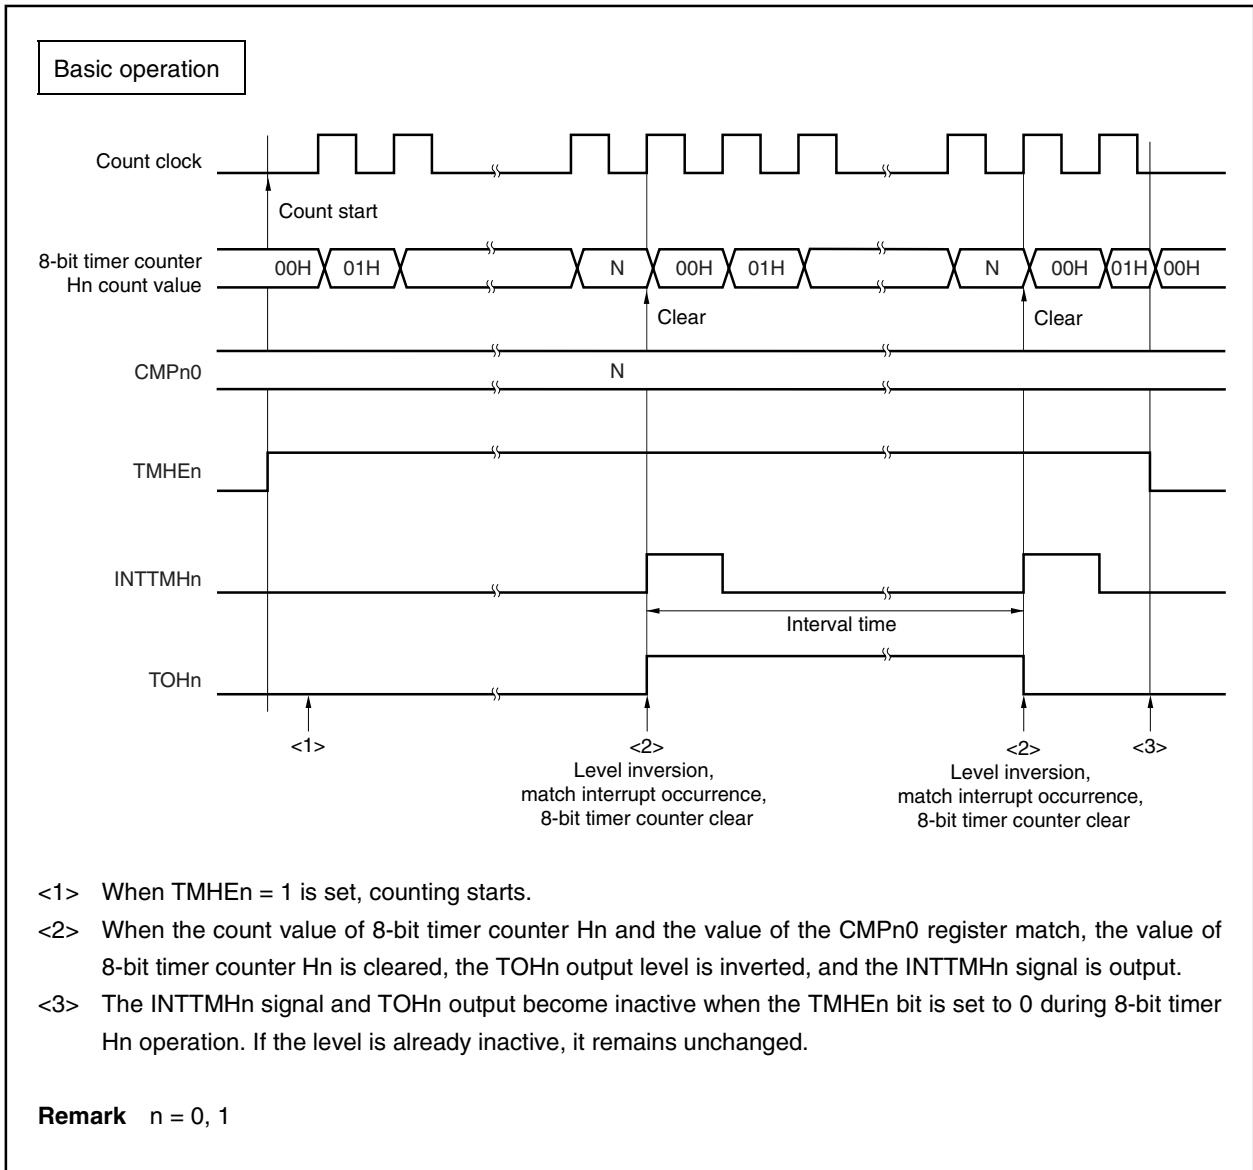 Basic operation
Count clock
Count start
8-bit timer counter
Hn count value
00H 01H N 00H 01H N 00H 01H 00H
Clear Clear
CMPn0 N
TMHEn
INTTMHn
Interval time
TOHn
<1> <2> <2> <3>
Level inversion, Level inversion,
match interrupt occurrence, match interrupt occurrence,
8-bit timer counter clear 8-bit timer counter clear
<1> When TMHEn = 1 is set, counting starts.
<2> When the count value of 8-bit timer counter Hn and the value of the CMPn0 register match, the value of
8-bit timer counter Hn is cleared, the TOHn output level is inverted, and the INTTMHn signal is output.
<3> The INTTMHn signal and TOHn output become inactive when the TMHEn bit is set to 0 during 8-bit timer
Hn operation. If the level is already inactive, it remains unchanged.
Remark n = 0, 1